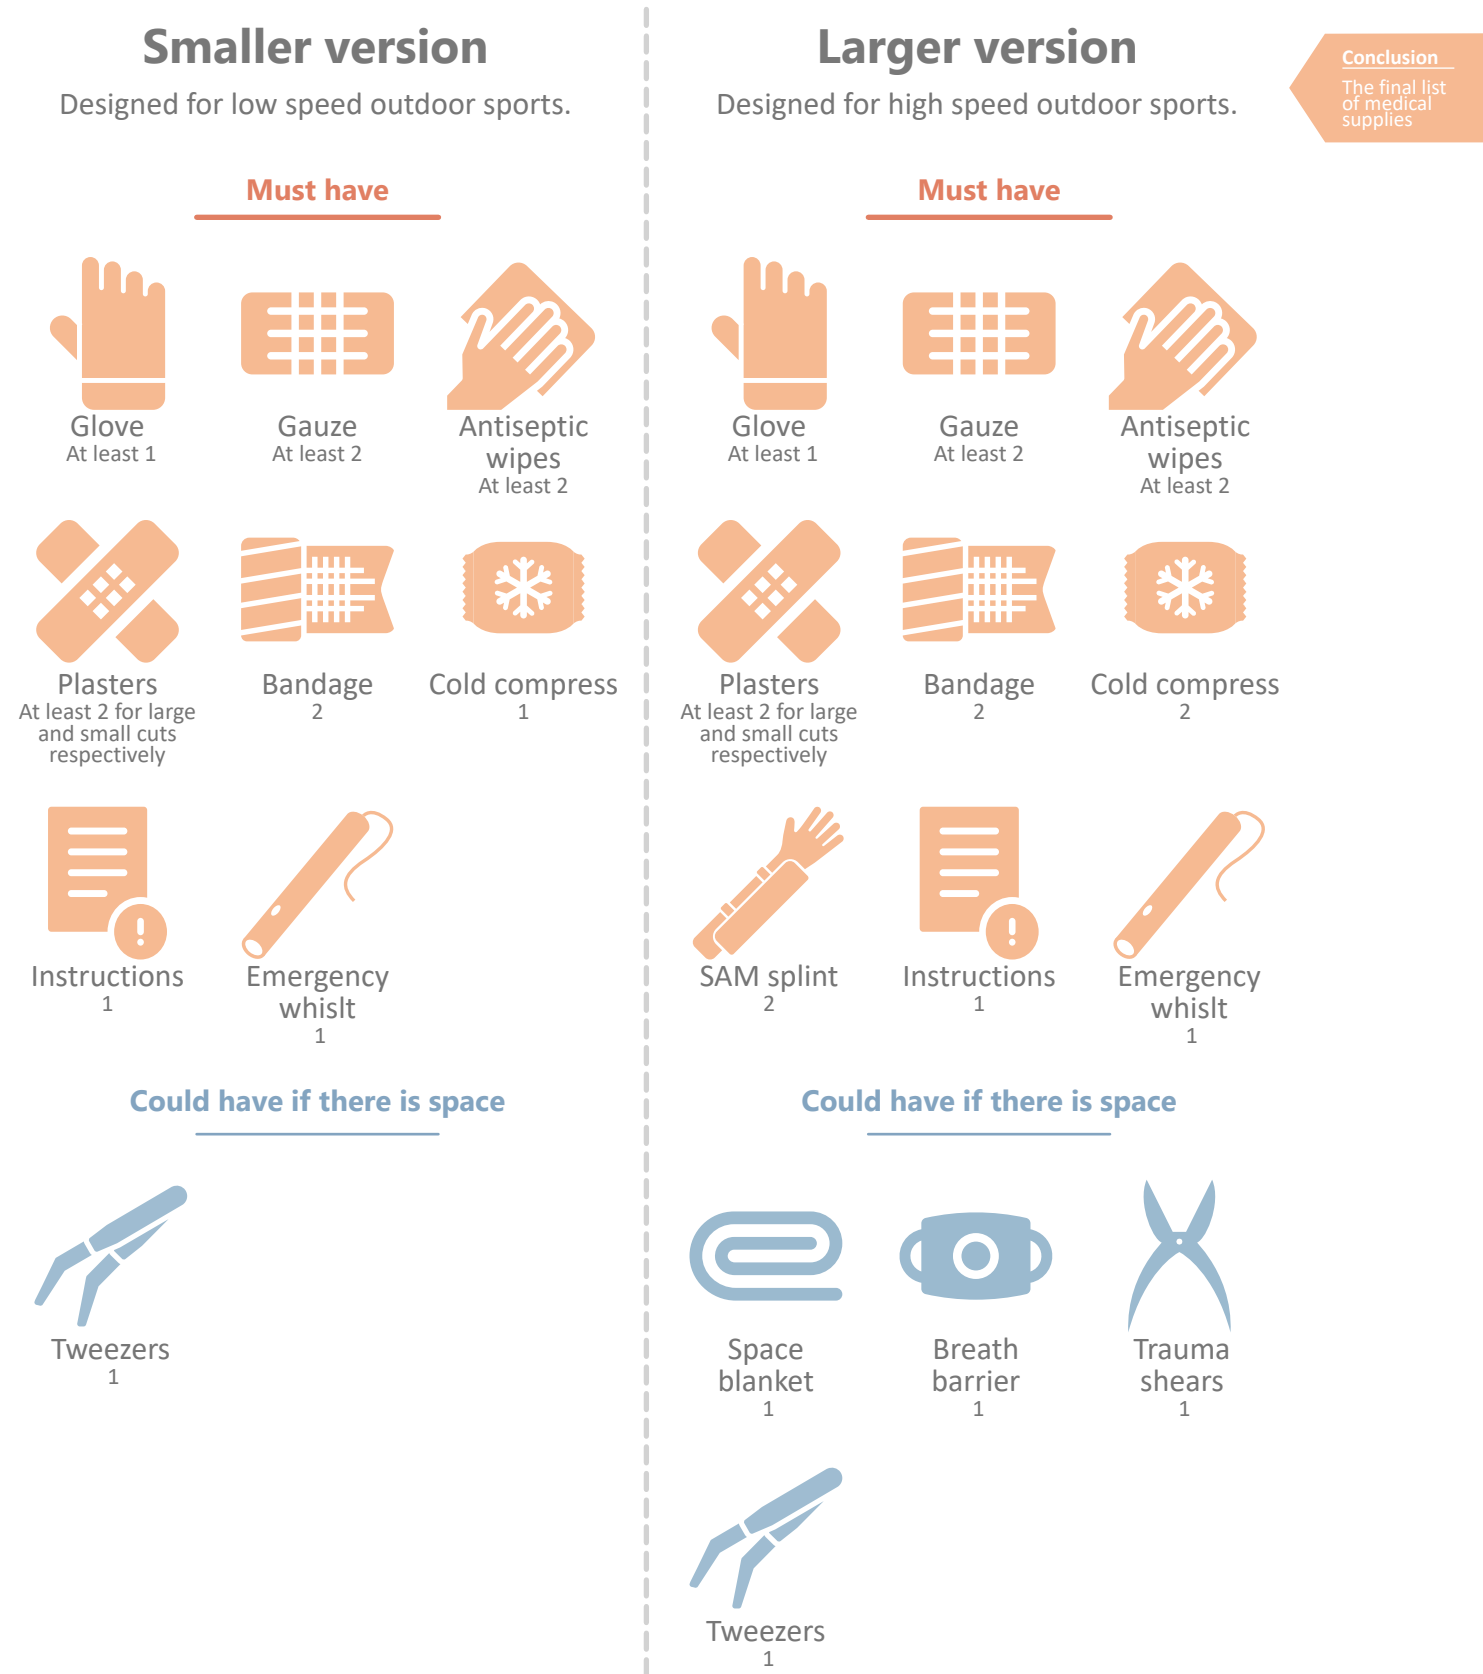 Smaller version
Designed for low speed outdoor sports.
Must have
Glove
At least 1
Gauze
At least 2
Antiseptic
wipes
At least 2
Plasters
At least 2 for large
and small cuts
respectively
Bandage
2
Cold compress
1
Instructions
1
Emergency
whislt
1
Could have if there is space
Tweezers
1
Larger version
Designed for high speed outdoor sports.
Must have
Glove
At least 1
Gauze
At least 2
Antiseptic
wipes
At least 2
Plasters
At least 2 for large
and small cuts
respectively
Bandage
2
Cold compress
2
SAM splint
2
Instructions
1
Emergency
whislt
1
Could have if there is space
Space
blanket
1
Breath
barrier
1
Trauma
shears
1
Tweezers
1
Conclusion
The final list
of medical
supplies